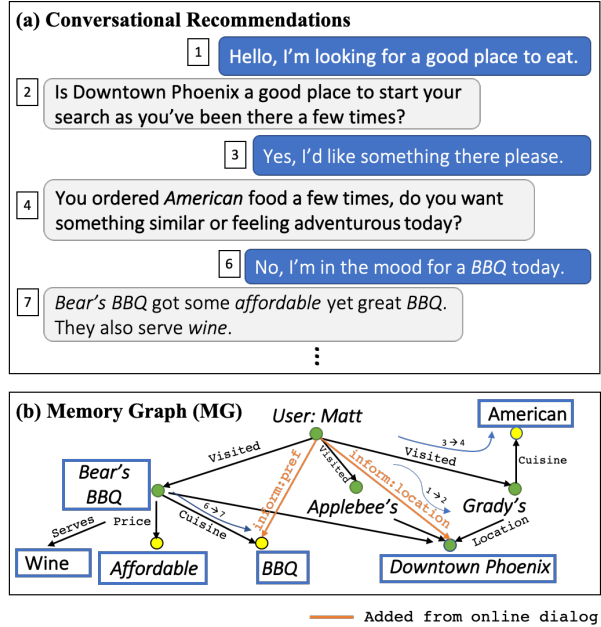 (a) Conversational Recommendations
1
Hello, I'm looking for a good place to eat.
2
Is Downtown Phoenix a good place to start your
search as you've been there a few times?
3
Yes, I'd like something there please.
4
You ordered American food a few times, do you want
something similar or feeling adventurous today?
6
No, I'm in the mood for a BBQ today.
7
Bear's BBQ got some affordable yet great BBQ.
They also serve wine.
⋮
(b) Memory Graph (MG)
User: Matt
American
3→4
Visited
Visited
Visited
Cuisine
inform:pref
inform:location
1→2
Bear's
BBQ
Applebee's
Grady's
6→7
Serves
Price
Cuisine
Location
Wine
Affordable
BBQ
Downtown Phoenix
Added from online dialog